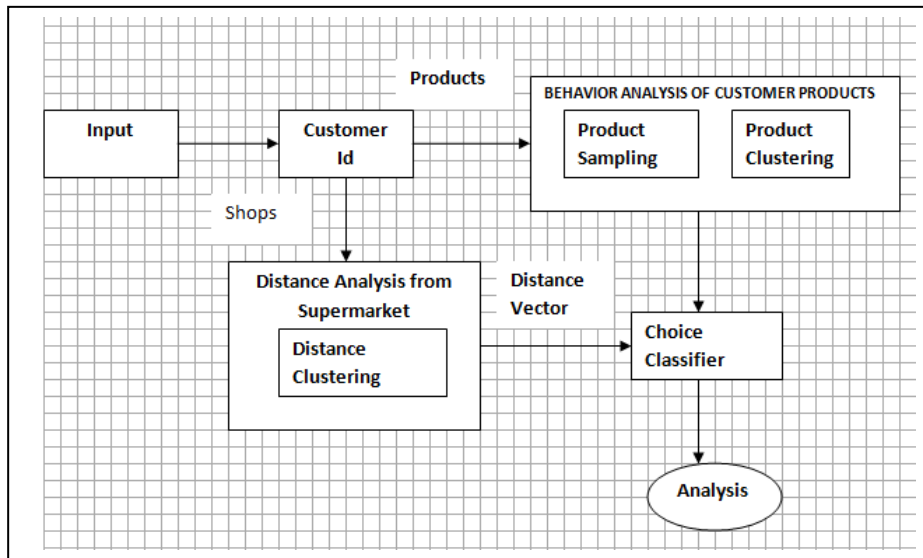 Products
BEHAVIOR ANALYSIS OF CUSTOMER PRODUCTS
Input
Customer
Id
Product
Sampling
Product
Clustering
Shops
Distance Analysis from
Supermarket
Distance
Clustering
Distance
Vector
Choice
Classifier
Analysis